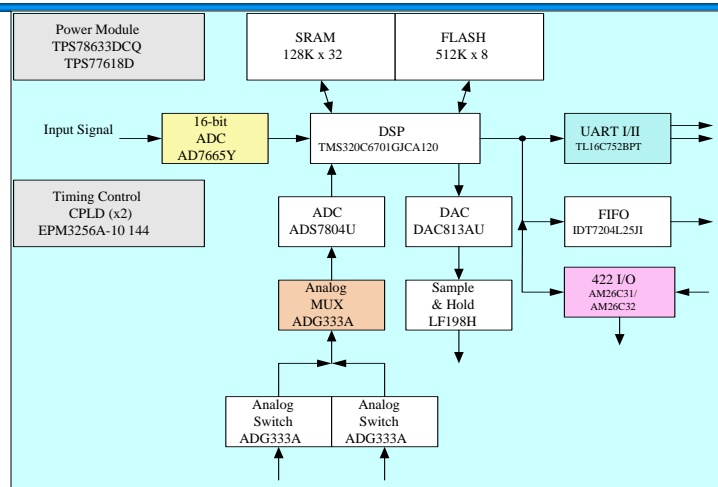 Power Module
TPS78633DCQ
TPS77618D
SRAM
128K x 32
FLASH
512K x 8
Input Signal
16-bit
ADC
AD7665Y
DSP
TMS320C6701GJCA120
UART I/II
TL16C752BPT
Timing Control
CPLD (x2)
EPM3256A-10 144
ADC
ADS7804U
DAC
DAC813AU
FIFO
IDT7204L25JI
Analog
MUX
ADG333A
Sample
& Hold
LF198H
422 I/O
AM26C31/
AM26C32
Analog
Switch
ADG333A
Analog
Switch
ADG333A